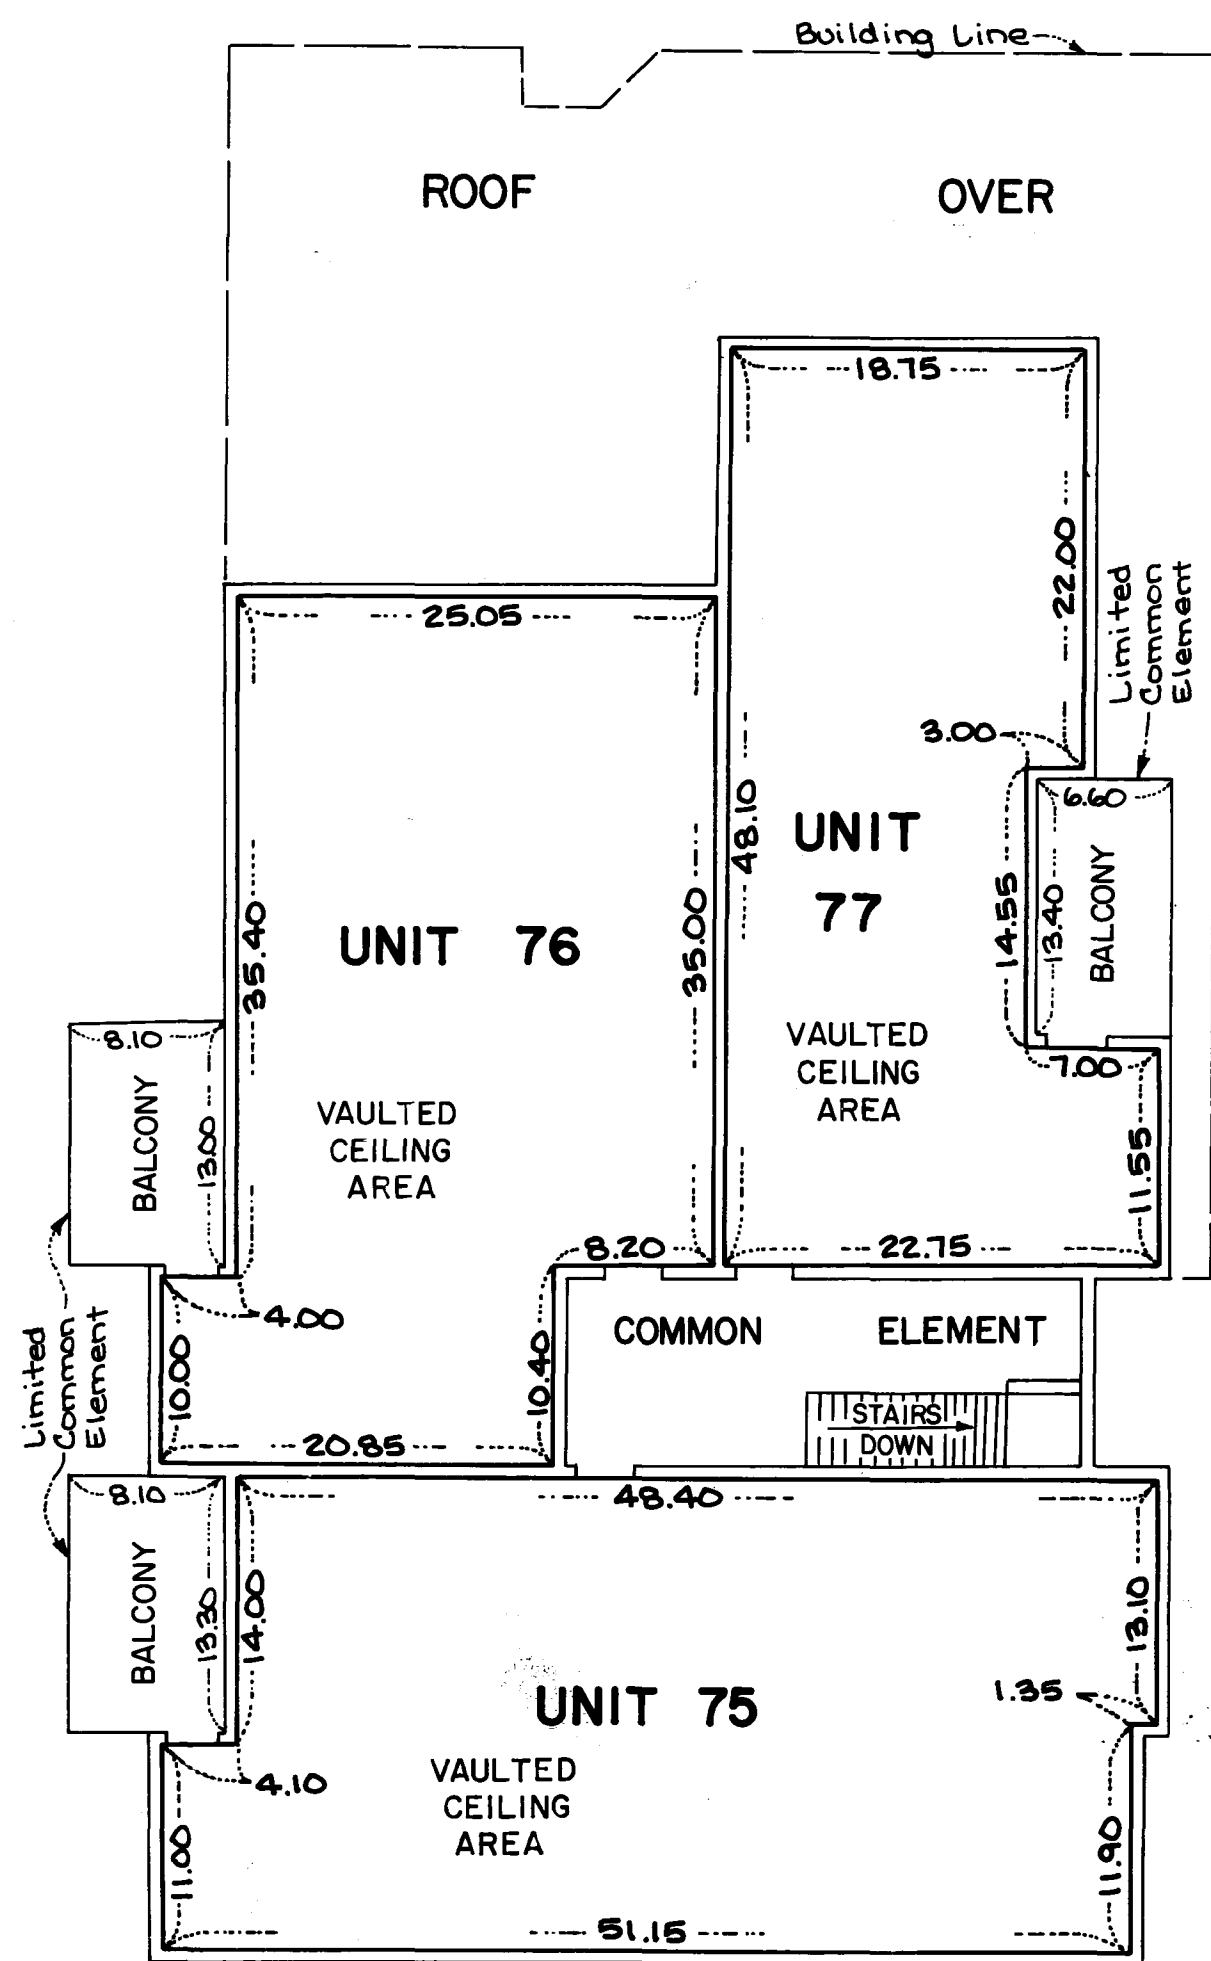 Building Line
ROOF OVER
18.75
22.00
Limited
Common
Element
25.05
3.00
6.60
48.10
UNIT
77
14.55
13.40
BALCONY
35.40
UNIT 76
35.00
VAULTED
CEILING
AREA
7.00
8.10
BALCONY
13.00
VAULTED
CEILING
AREA
11.55
8.20
22.75
4.00
Limited
Common
Element
10.00
10.40
COMMON ELEMENT
STAIRS
DOWN
20.85
8.10
48.40
BALCONY
13.30
14.00
13.10
UNIT 75
1.35
4.10
VAULTED
CEILING
AREA
11.00
11.90
51.15